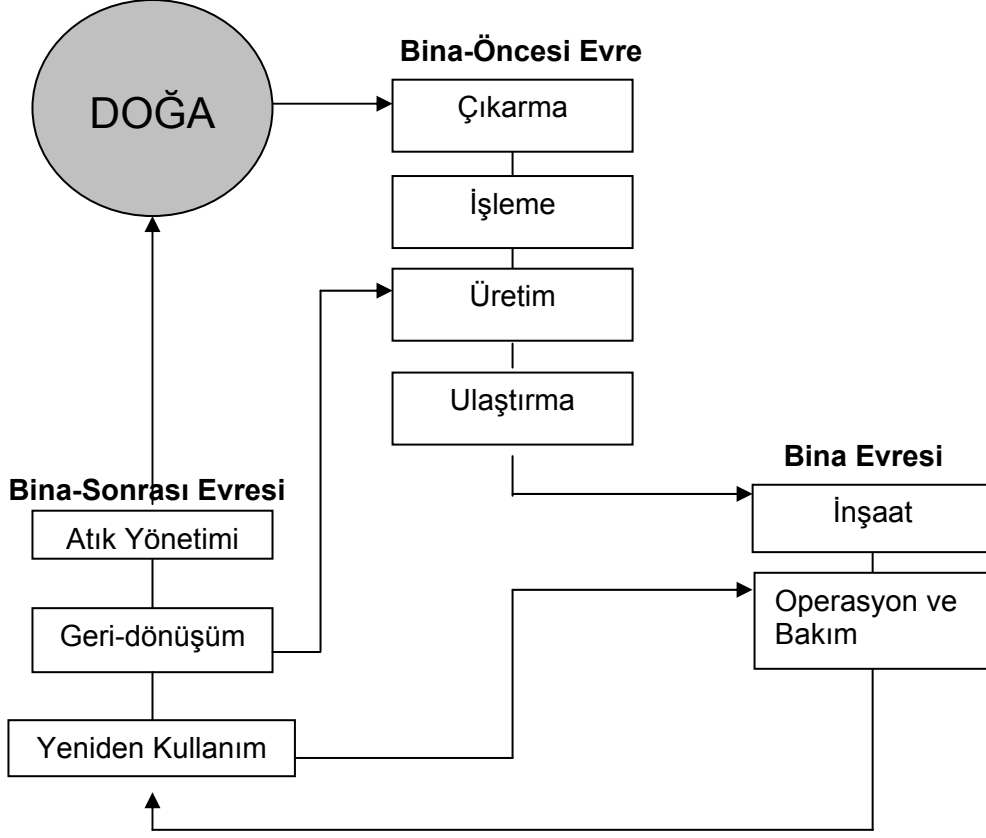 DOĞA
Bina-Öncesi Evre
Çıkarma
İşleme
Üretim
Ulaştırma
Bina Evresi
İnşaat
Operasyon ve
Bakım
Bina-Sonrası Evresi
Atık Yönetimi
Geri-dönüşüm
Yeniden Kullanım